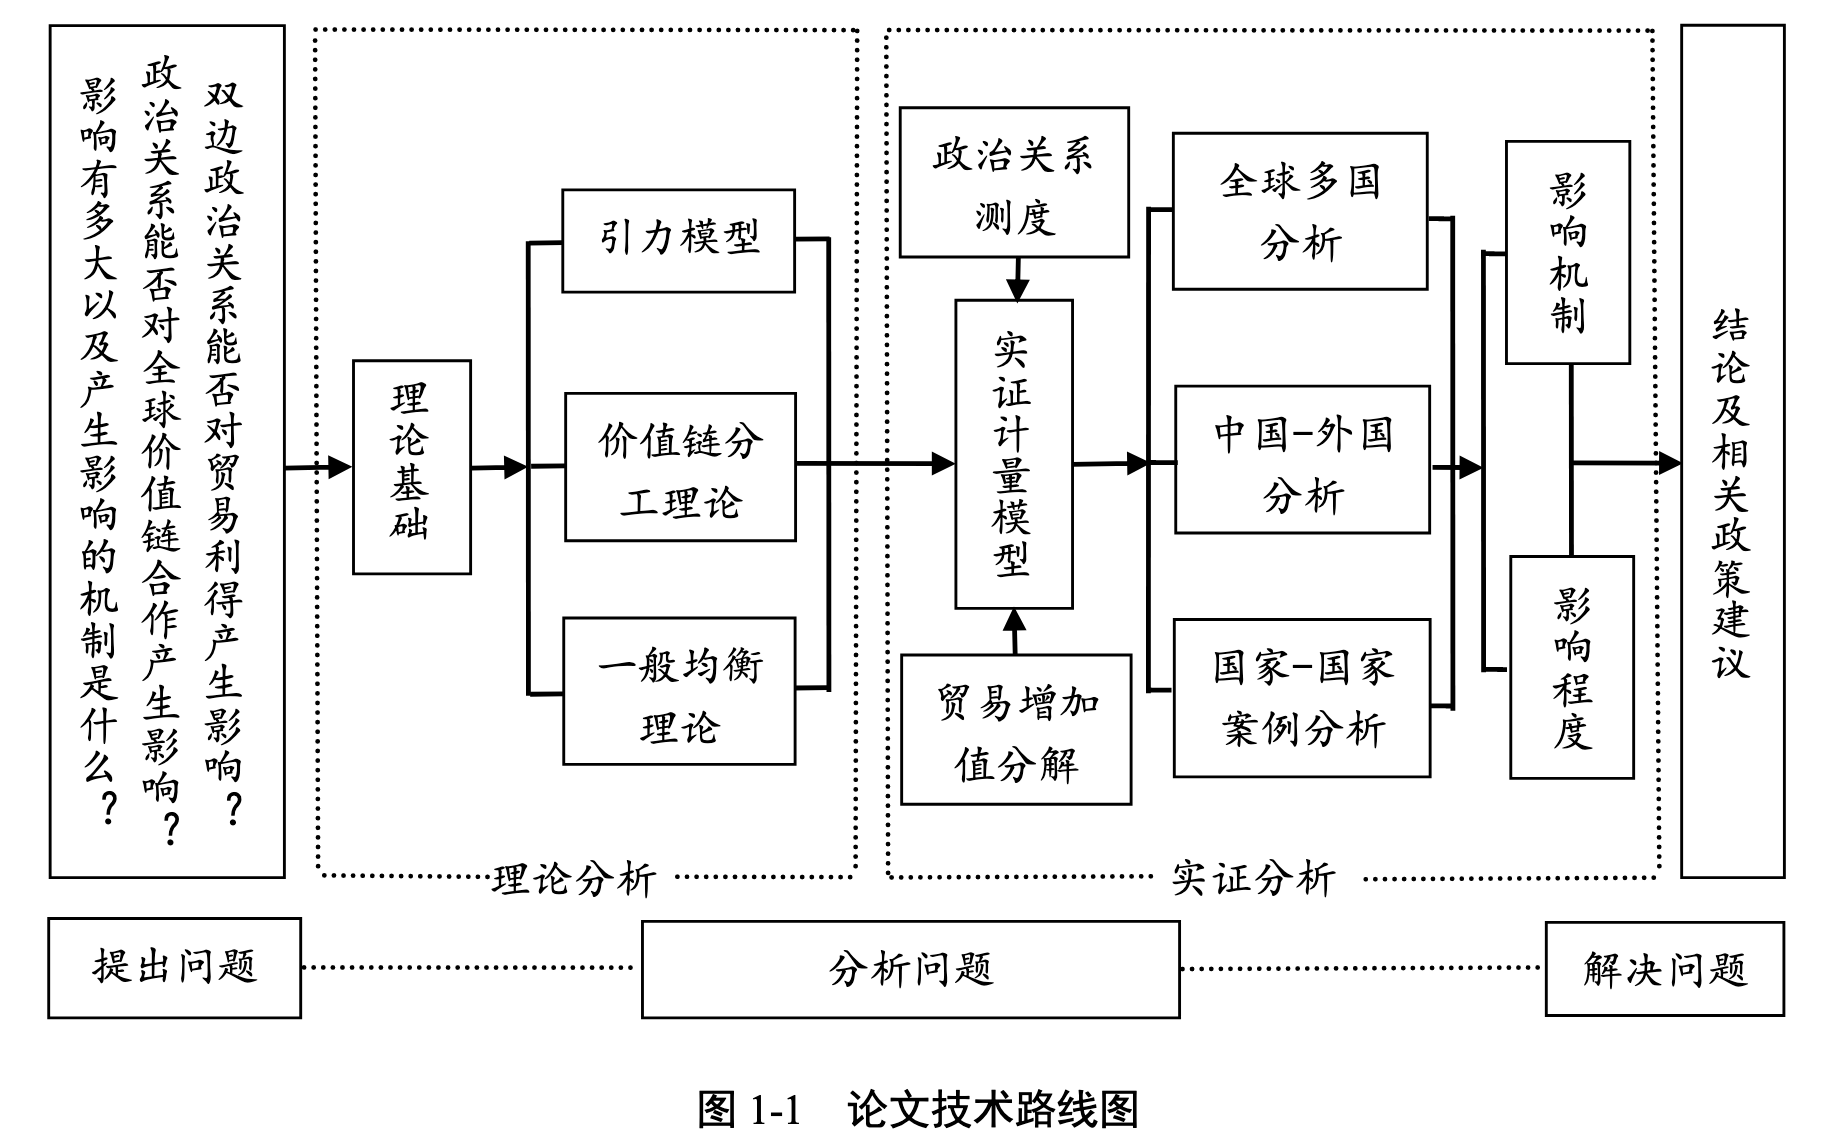 双边政治关系能否对贸易利得产生影响？
政治关系能否对全球价值链合作产生影响？
影响有多大以及产生影响的机制是什么？
理论基础
引力模型
价值链分
工理论
一般均衡
理论
理论分析
政治关系
测度
实证计量模型
贸易增加
值分解
全球多国
分析
中国-外国
分析
国家-国家
案例分析
影响机制
影响程度
实证分析
结论及相关政策建议
提出问题
分析问题
解决问题
图 1-1 论文技术路线图